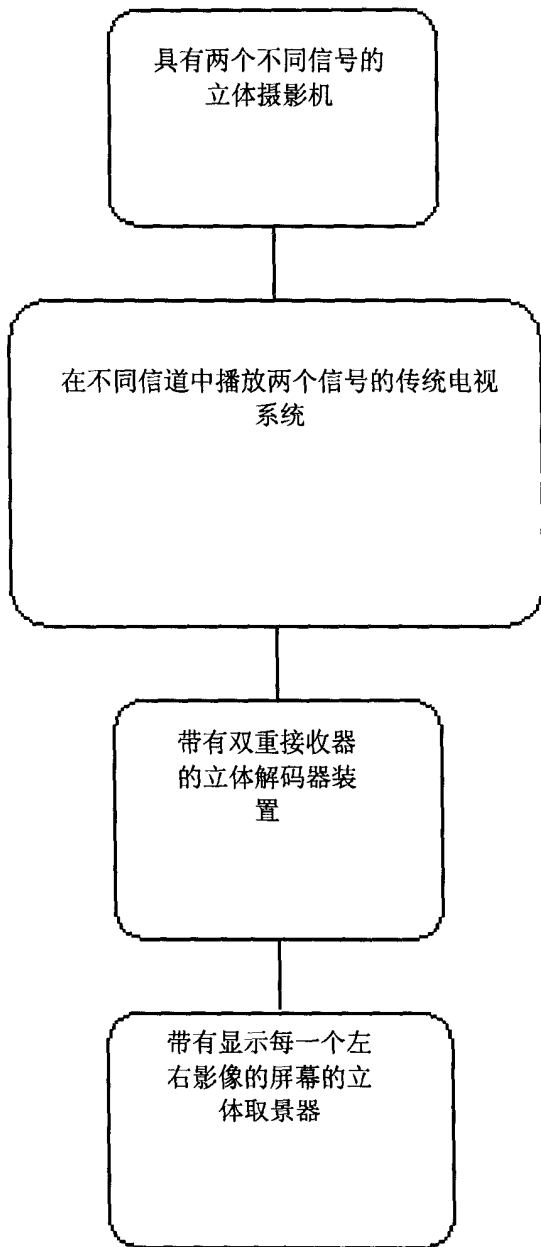 具有两个不同信号的
立体摄影机
在不同信道中播放两个信号的传统电视
系统
带有双重接收器
的立体解码器装
置
带有显示每一个左
右影像的屏幕的立
体取景器